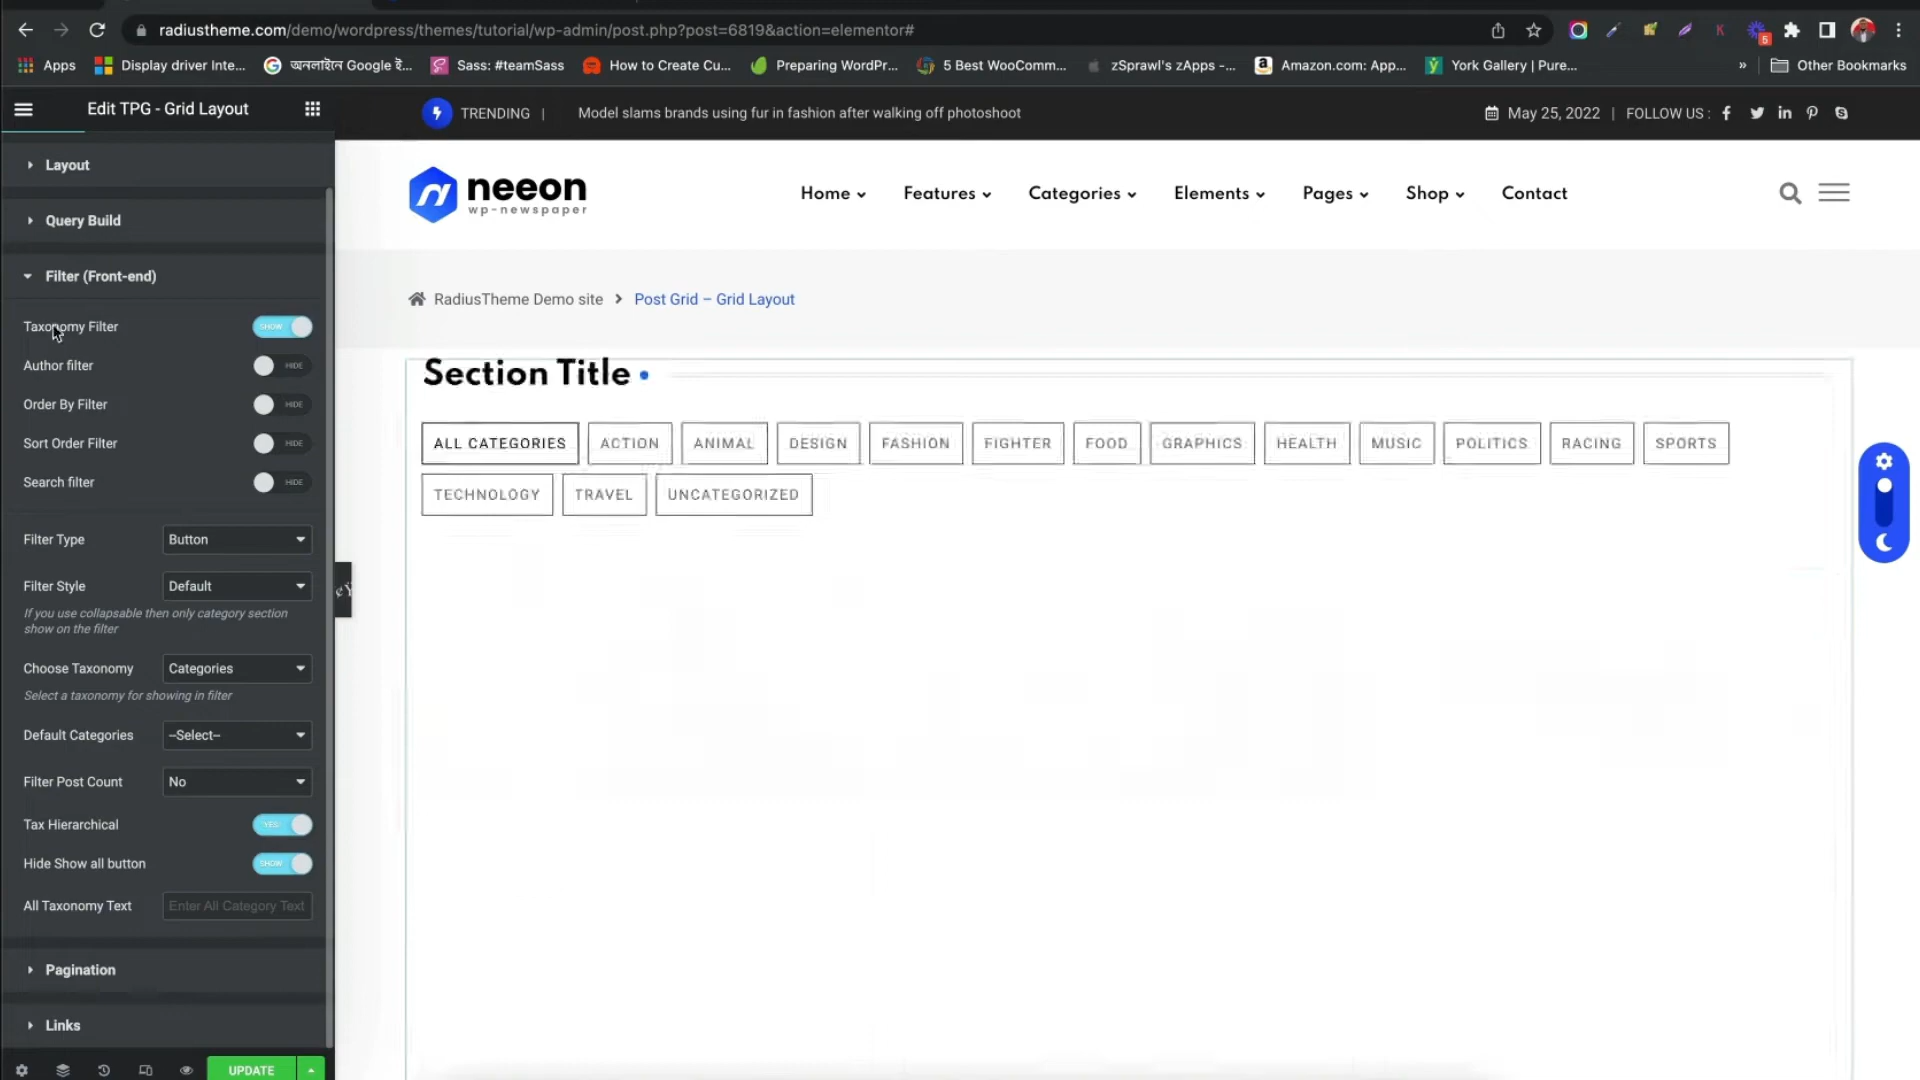 radiustheme.com/demo/wordpress/themes/tutorial/wp-admin/post.php?post=6819&action=elementor#
5
Apps
Display driver Inte...
অনলাইনে Google ই...
Sass: #teamSass
How to Create Cu...
Preparing WordPr...
5 Best WooComm...
zSprawl's zApps -...
Amazon.com: App...
York Gallery | Pure...
»
Other Bookmarks
Edit TPG - Grid Layout
TRENDING |
Model slams brands using fur in fashion after walking off photoshoot
May 25, 2022 | FOLLOW US :
Layout
Query Build
Filter (Front-end)
Taxonomy Filter SHOW
Author filter HIDE
Order By Filter HIDE
Sort Order Filter HIDE
Search filter HIDE
Filter Type Button
Filter Style Default
If you use collapsable then only category section
show on the filter
Choose Taxonomy Categories
Select a taxonomy for showing in filter
Default Categories --Select--
Filter Post Count No
Tax Hierarchical YES
Hide Show all button SHOW
All Taxonomy Text Enter All Category Text
Pagination
Links
UPDATE
neeon
wp-newspaper
Home Features Categories Elements Pages Shop Contact
RadiusTheme Demo site > Post Grid – Grid Layout
Section Title
ALL CATEGORIES ACTION ANIMAL DESIGN FASHION FIGHTER FOOD GRAPHICS HEALTH MUSIC POLITICS RACING SPORTS
TECHNOLOGY TRAVEL UNCATEGORIZED